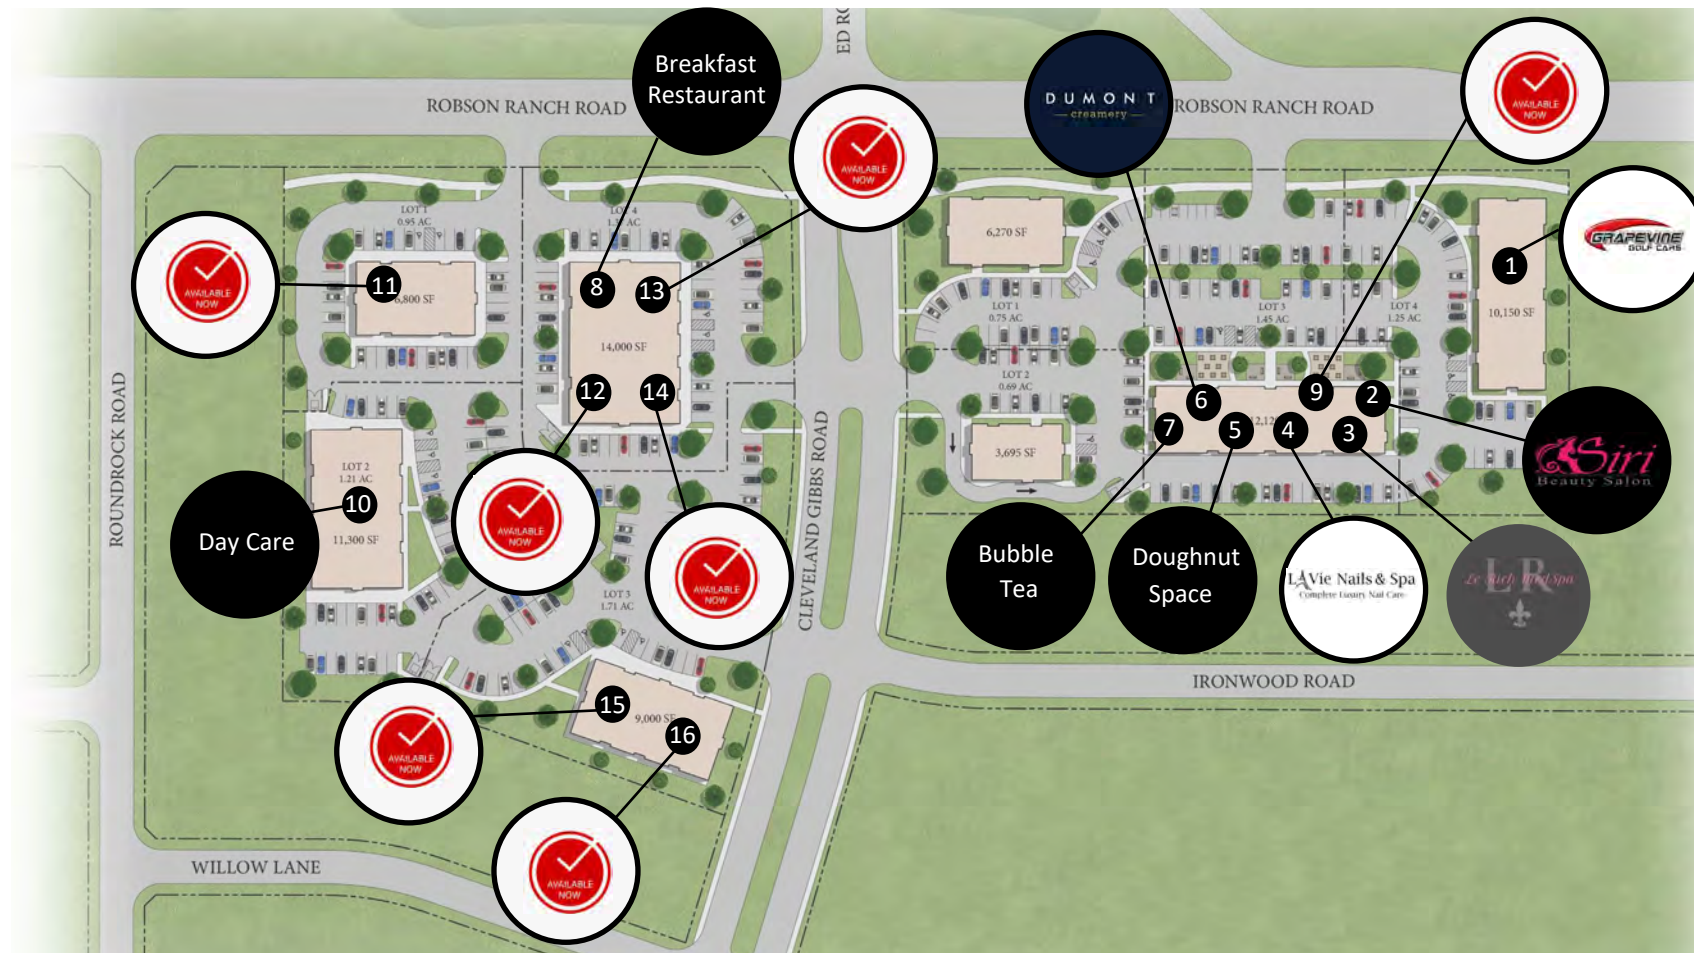 ED RO
Breakfast
Restaurant
ROBSON RANCH ROAD
AVAILABLE
NOW
DUMONT
creamery
ROBSON RANCH ROAD
AVAILABLE
NOW
GRAPEVINE
GOLF CARS
LOT 1
0.95 AC
LOT 4
6,270 SF
1
10,150 SF
AVAILABLE
NOW
11
6,800 SF
8
13
14,000 SF
12
14
LOT 1
0.75 AC
LOT 3
1.45 AC
LOT 4
1.25 AC
LOT 2
0.69 AC
3,695 SF
6
9
2
7
5
4
3
Siri
Beauty Salon
ROUNDROCK ROAD
CLEVELAND GIBBS ROAD
LOT 2
1.21 AC
10
11,300 SF
Day Care
AVAILABLE
NOW
AVAILABLE
NOW
LOT 3
1.71 AC
Bubble
Tea
Doughnut
Space
LAVie Nails & Spa
Complete Luxury Nail Care
LR
IRONWOOD ROAD
AVAILABLE
NOW
15
9,000 SF
16
AVAILABLE
NOW
WILLOW LANE